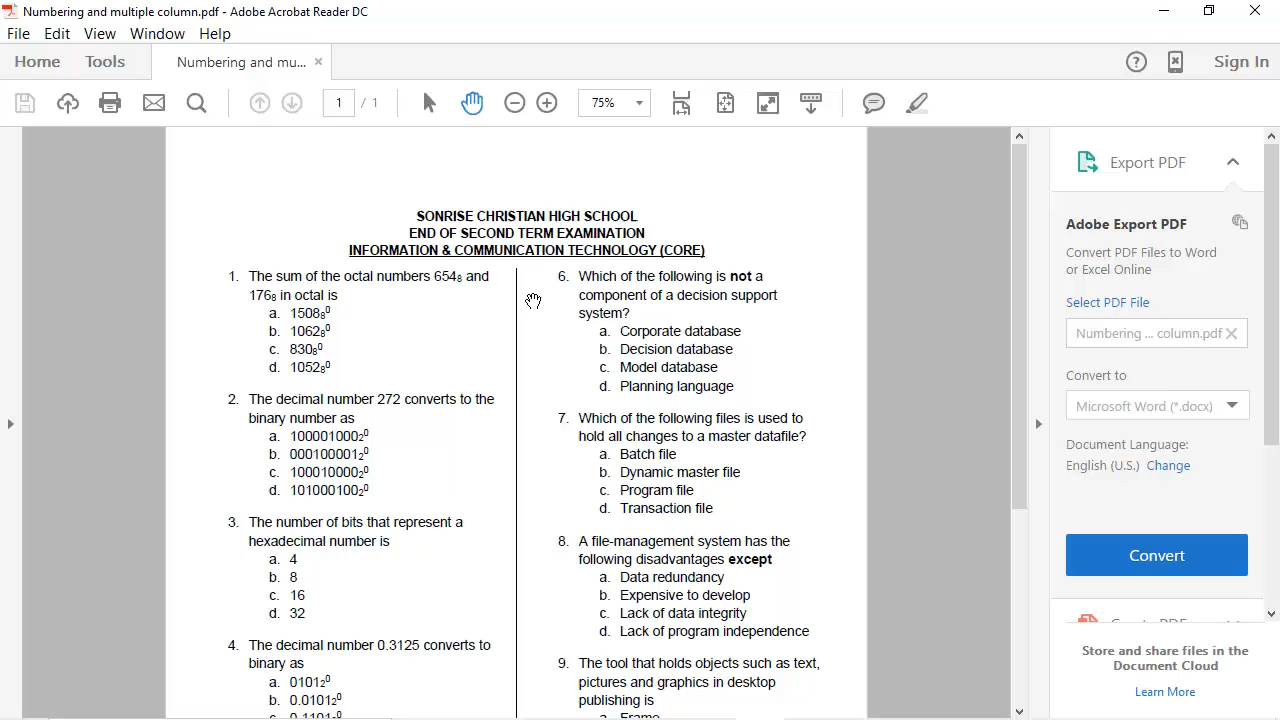 Numbering and multiple column.pdf - Adobe Acrobat Reader DC
File Edit View Window Help
Home Tools Numbering and mu... × Sign In
1 / 1 75%
SONRISE CHRISTIAN HIGH SCHOOL
END OF SECOND TERM EXAMINATION
INFORMATION & COMMUNICATION TECHNOLOGY (CORE)
1. The sum of the octal numbers 654₈ and
176₈ in octal is
a. 1508₈⁰
b. 1062₈⁰
c. 830₈⁰
d. 1052₈⁰
2. The decimal number 272 converts to the
binary number as
a. 100001000₂⁰
b. 000100001₂⁰
c. 100010000₂⁰
d. 101000100₂⁰
3. The number of bits that represent a
hexadecimal number is
a. 4
b. 8
c. 16
d. 32
4. The decimal number 0.3125 converts to
binary as
a. 0101₂⁰
b. 0.0101₂⁰
c. 0.1101₂⁰
6. Which of the following is not a
component of a decision support
system?
a. Corporate database
b. Decision database
c. Model database
d. Planning language
7. Which of the following files is used to
hold all changes to a master datafile?
a. Batch file
b. Dynamic master file
c. Program file
d. Transaction file
8. A file-management system has the
following disadvantages except
a. Data redundancy
b. Expensive to develop
c. Lack of data integrity
d. Lack of program independence
9. The tool that holds objects such as text,
pictures and graphics in desktop
publishing is
a. Frame
Export PDF
Adobe Export PDF
Convert PDF Files to Word
or Excel Online
Select PDF File
Numbering ... column.pdf ×
Convert to
Microsoft Word (*.docx)
Document Language:
English (U.S.) Change
Convert
Store and share files in the
Document Cloud
Learn More